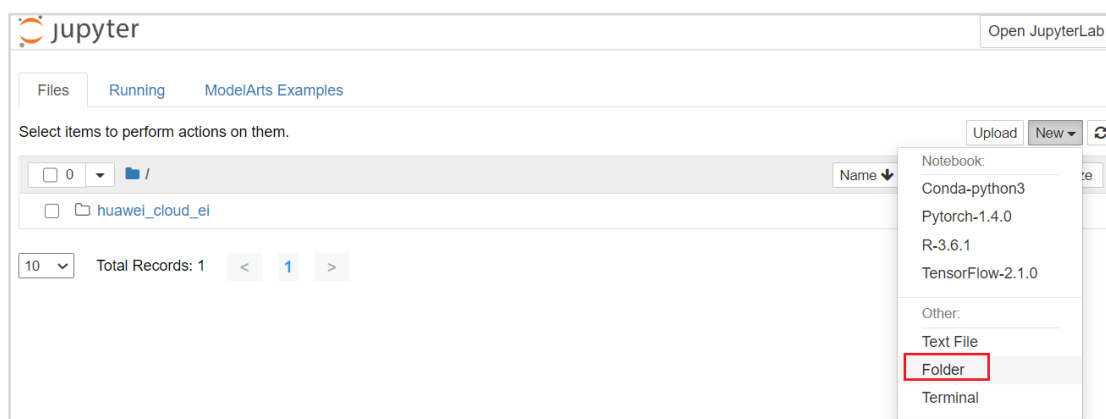 jupyter
Open JupyterLab
Files Running ModelArts Examples
Select items to perform actions on them.
Upload New
0 /
Name
ze
huawei_cloud_ei
10 Total Records: 1 < 1 >
Notebook:
Conda-python3
Pytorch-1.4.0
R-3.6.1
TensorFlow-2.1.0
Other:
Text File
Folder
Terminal